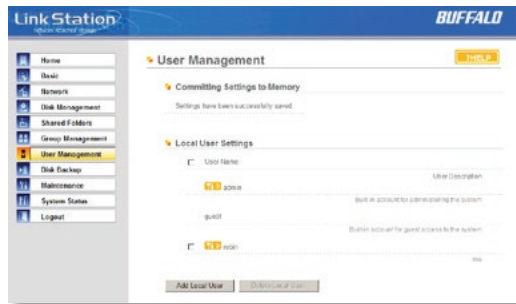 LinkStation
BUFFALO
Home
Basic
Network
Disk Management
Shared Folders
Group Management
User Management
Disk Backup
Maintenance
System Status
Logout
User Management
HELP
Committing Settings to Memory
Settings have been successfully saved
Local User Settings
User Name
User Description
admin
Built in account for administering the system
guest
Built-in account for guest access to the system
me
Add Local User
Delete Local User